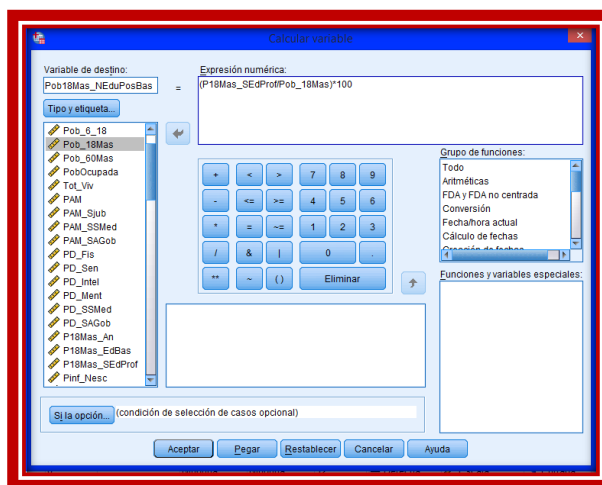 Calcular variable
Variable de destino:
Pob18Mas_NEduPosBas
=
Expresión numérica:
(P18Mas_SEdProf/Pob_18Mas)*100
Tipo y etiqueta...
Pob_6_18
Pob_18Mas
Pob_60Mas
PobOcupada
Tot_Viv
PAM
PAM_Sjub
PAM_SSMed
PAM_SAGob
PD_Fis
PD_Sen
PD_Intel
PD_Ment
PD_SSMed
PD_SAGob
P18Mas_An
P18Mas_EdBas
P18Mas_SEdProf
Pinf_Nesc
+ < > 7 8 9
- <= >= 4 5 6
* = ~= 1 2 3
/ & | 0 .
** ~ ( ) Eliminar
Grupo de funciones:
Todo
Aritméticas
FDA y FDA no centrada
Conversión
Fecha/hora actual
Cálculo de fechas
Creación de fechas
Funciones y variables especiales:
Si la opción...
(condición de selección de casos opcional)
Aceptar
Pegar
Restablecer
Cancelar
Ayuda